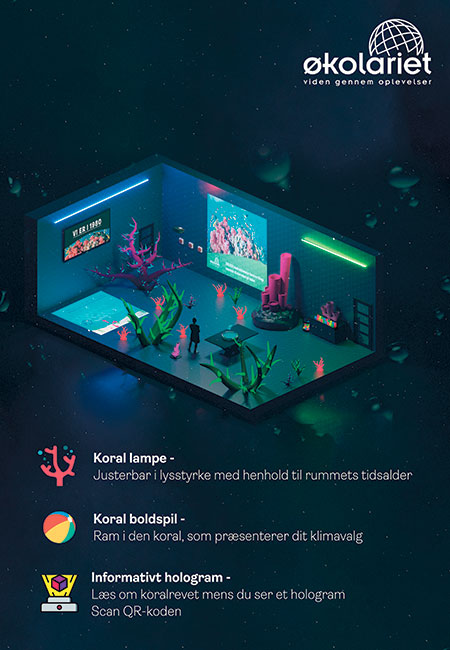 økolariet
viden gennem oplevelser
VI ER I 1980
Koral lampe -
Justerbar i lysstyrke med henhold til rummets tidsalder
Koral boldspil -
Ram i den koral, som præsenterer dit klimavalg
Informativt hologram -
Læs om koralrevet mens du ser et hologram
Scan QR-koden